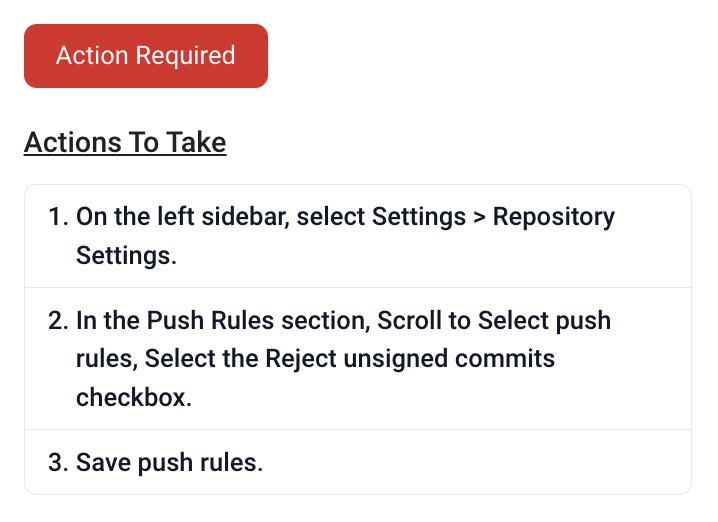 Action Required
Actions To Take
1. On the left sidebar, select Settings > Repository
Settings.
2. In the Push Rules section, Scroll to Select push
rules, Select the Reject unsigned commits
checkbox.
3. Save push rules.